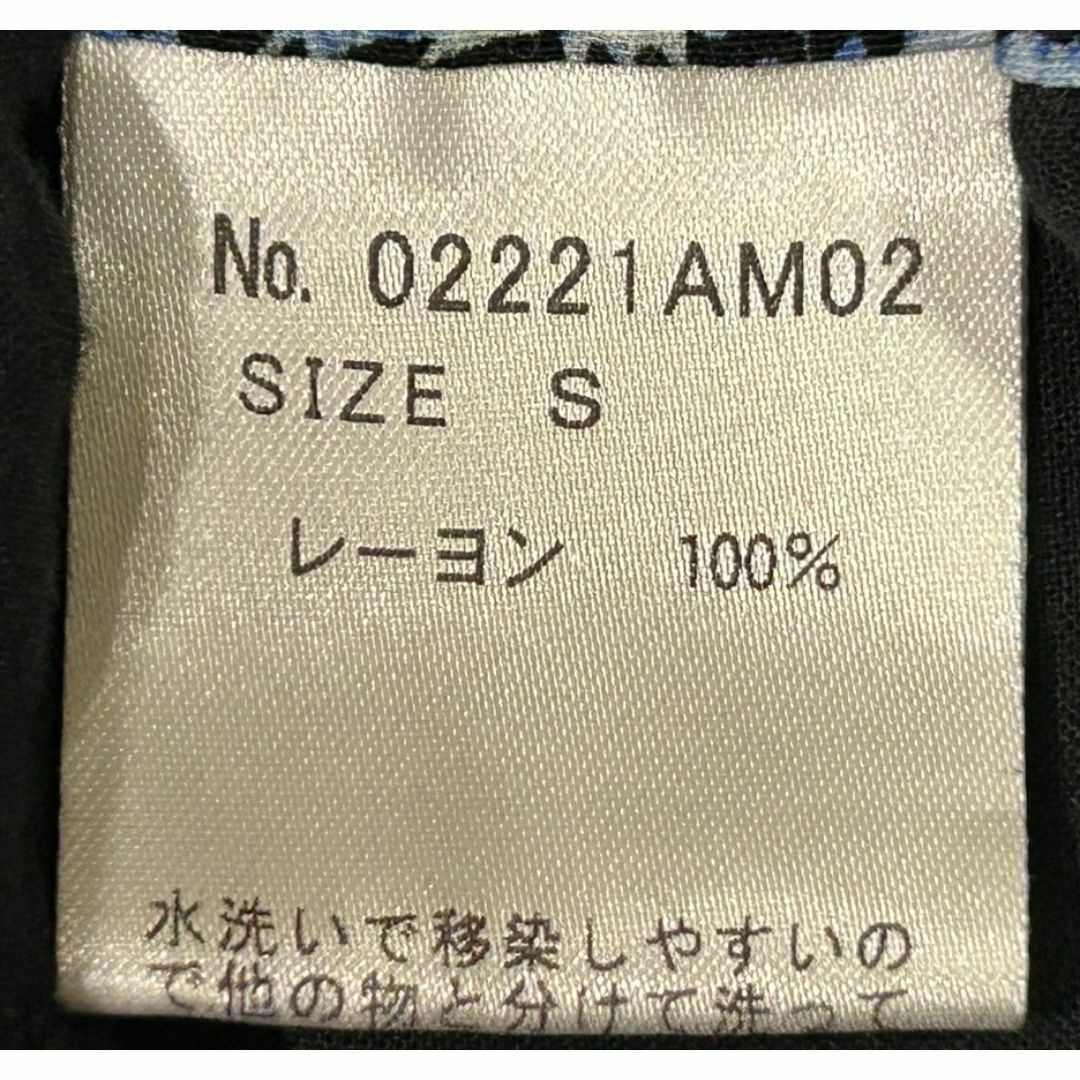 No. 02221AM02
SIZE S
レーヨン 100%
水洗いで移染しやすいの
で他の物と分けて洗って